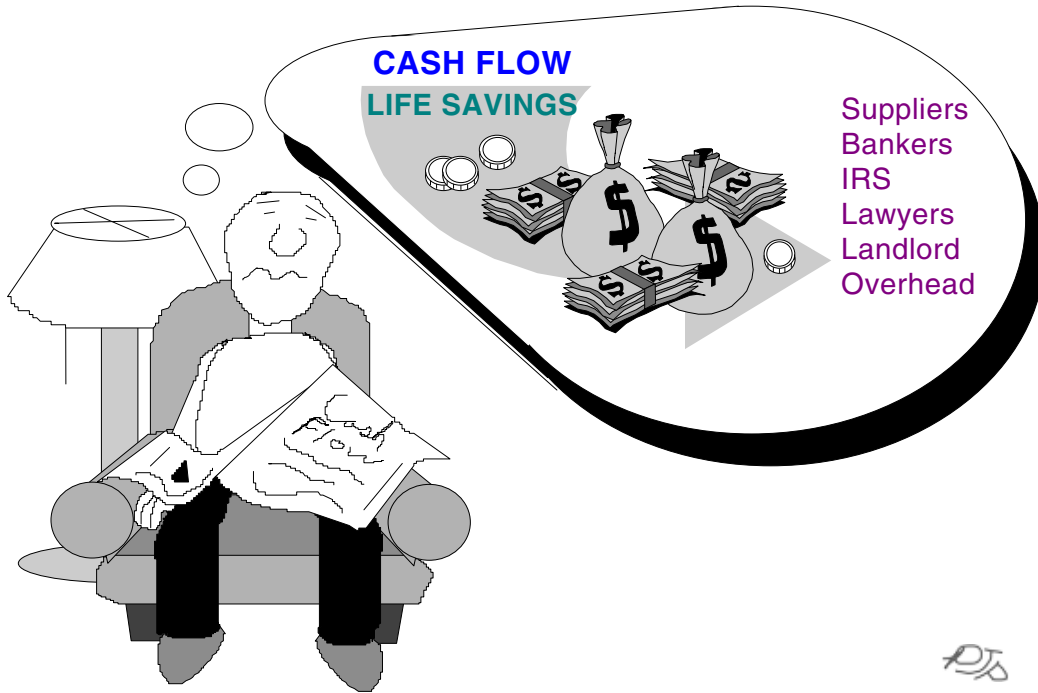 CASH FLOW
LIFE SAVINGS
Suppliers
Bankers
IRS
Lawyers
Landlord
Overhead
$
$
$
$
$
$